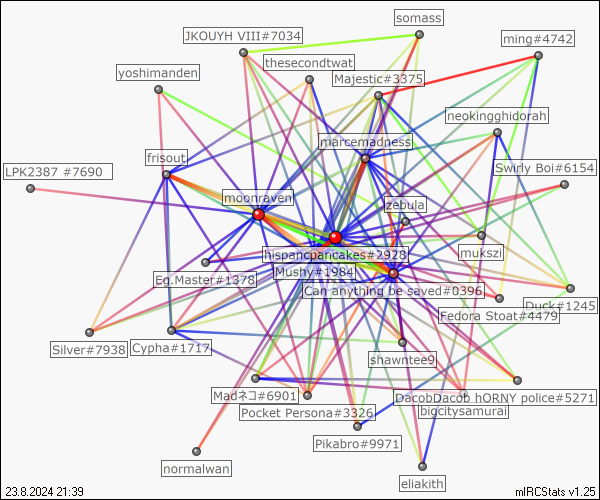 somass
JKOUYH VIII#7034
ming#4742
thesecondtwat
yoshimanden
Majestic#3375
neokingghidorah
marcemadness
frisout
LPK2387 #7690
Swirly Boi#6154
moonraven
zebula
hispancpancakes#2928
mukszi
Mushy#1984
Eg.Master#1378
Can anything be saved#0396
Duck#1245
Fedora Stoat#4479
Silver#7938
Cypha#1717
shawntee9
Madネコ#6901
DacobDacob hORNY police#5271
Pocket Persona#3326
bigcitysamurai
Pikabro#9971
normalwan
eliakith
23.8.2024 21:39
mIRCStats v1.25